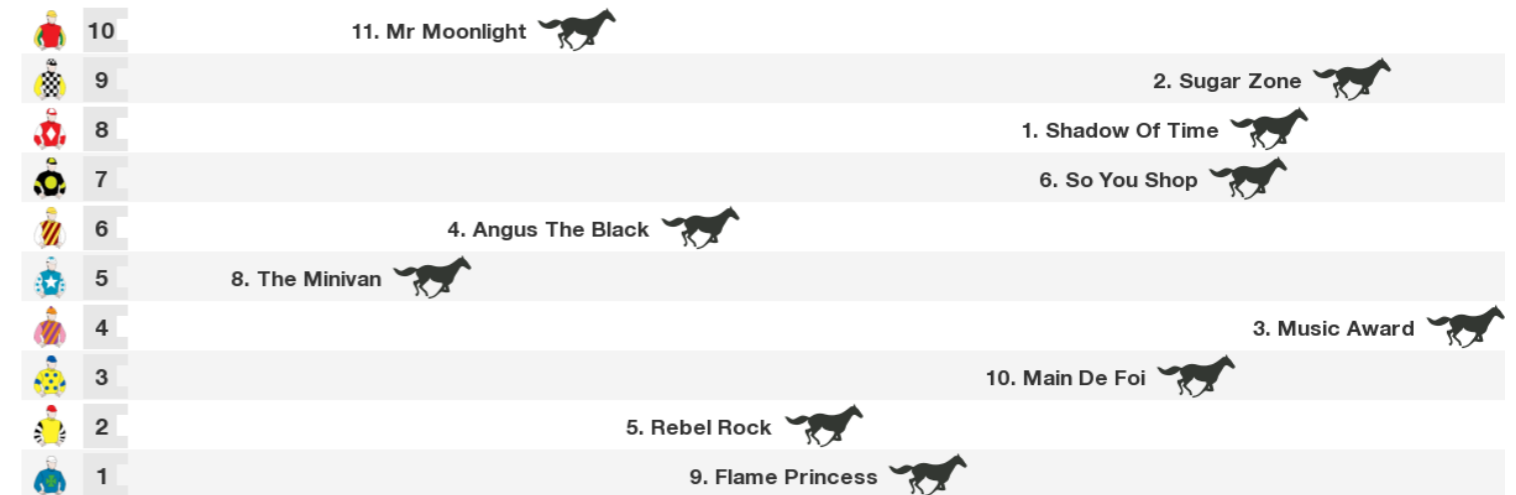 10 11. Mr Moonlight
9 2. Sugar Zone
8 1. Shadow Of Time
7 6. So You Shop
6 4. Angus The Black
5 8. The Minivan
4 3. Music Award
3 10. Main De Foi
2 5. Rebel Rock
1 9. Flame Princess